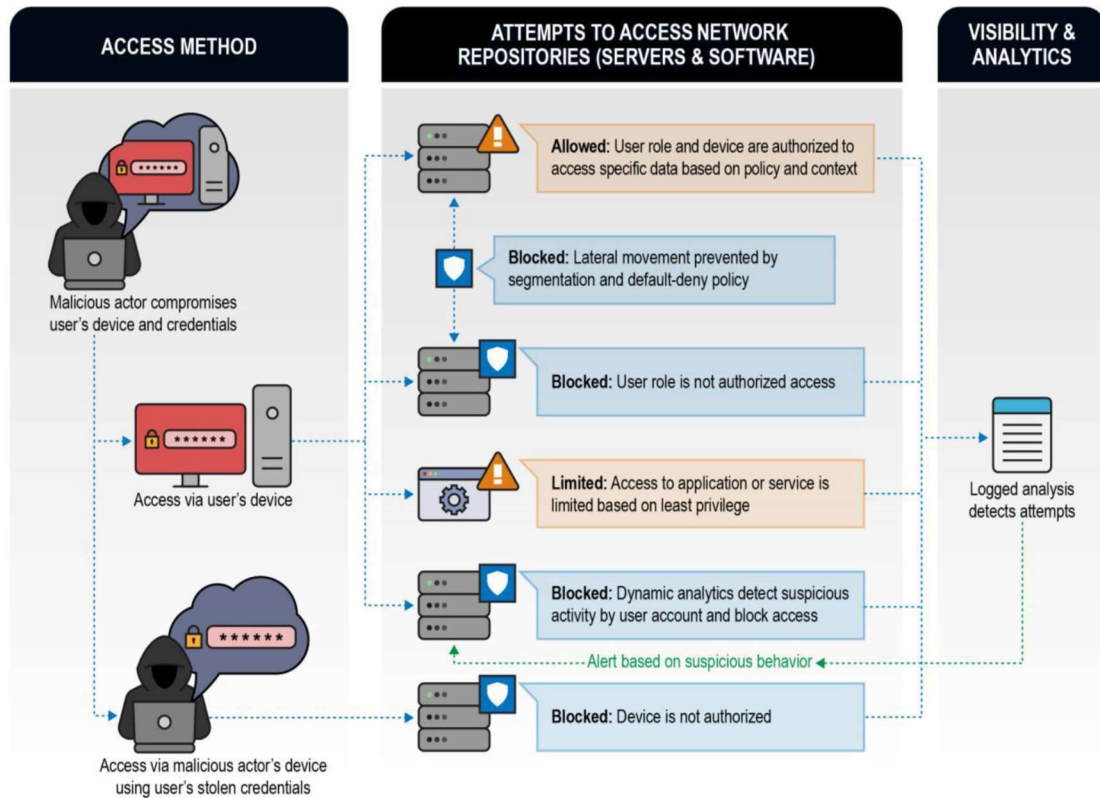 ACCESS METHOD
ATTEMPTS TO ACCESS NETWORK
REPOSITORIES (SERVERS & SOFTWARE)
VISIBILITY &
ANALYTICS
******
Malicious actor compromises
user's device and credentials
******
Access via user's device
******
Access via malicious actor's device
using user's stolen credentials
Allowed: User role and device are authorized to
access specific data based on policy and context
Blocked: Lateral movement prevented by
segmentation and default-deny policy
Blocked: User role is not authorized access
Limited: Access to application or service is
limited based on least privilege
Blocked: Dynamic analytics detect suspicious
activity by user account and block access
Alert based on suspicious behavior
Blocked: Device is not authorized
Logged analysis
detects attempts